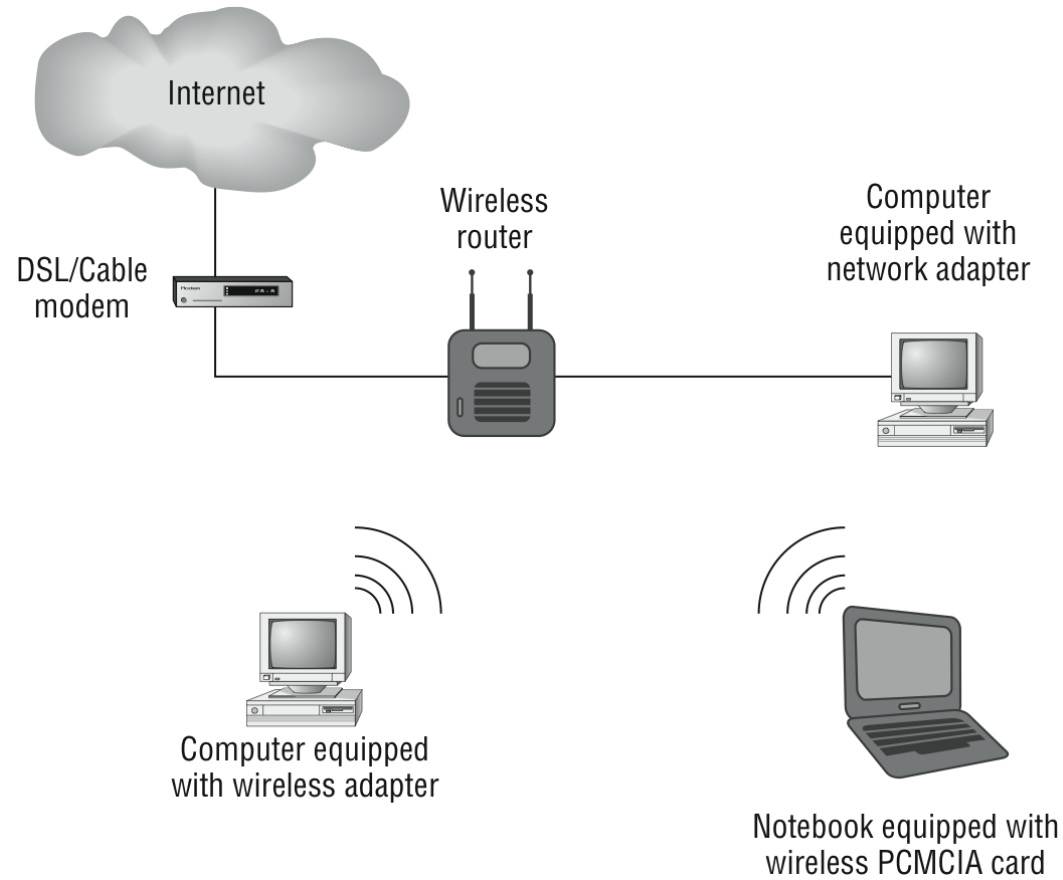 Internet
Wireless
router
Computer
equipped with
network adapter
DSL/Cable
modem
Modem
Computer equipped
with wireless adapter
Notebook equipped with
wireless PCMCIA card